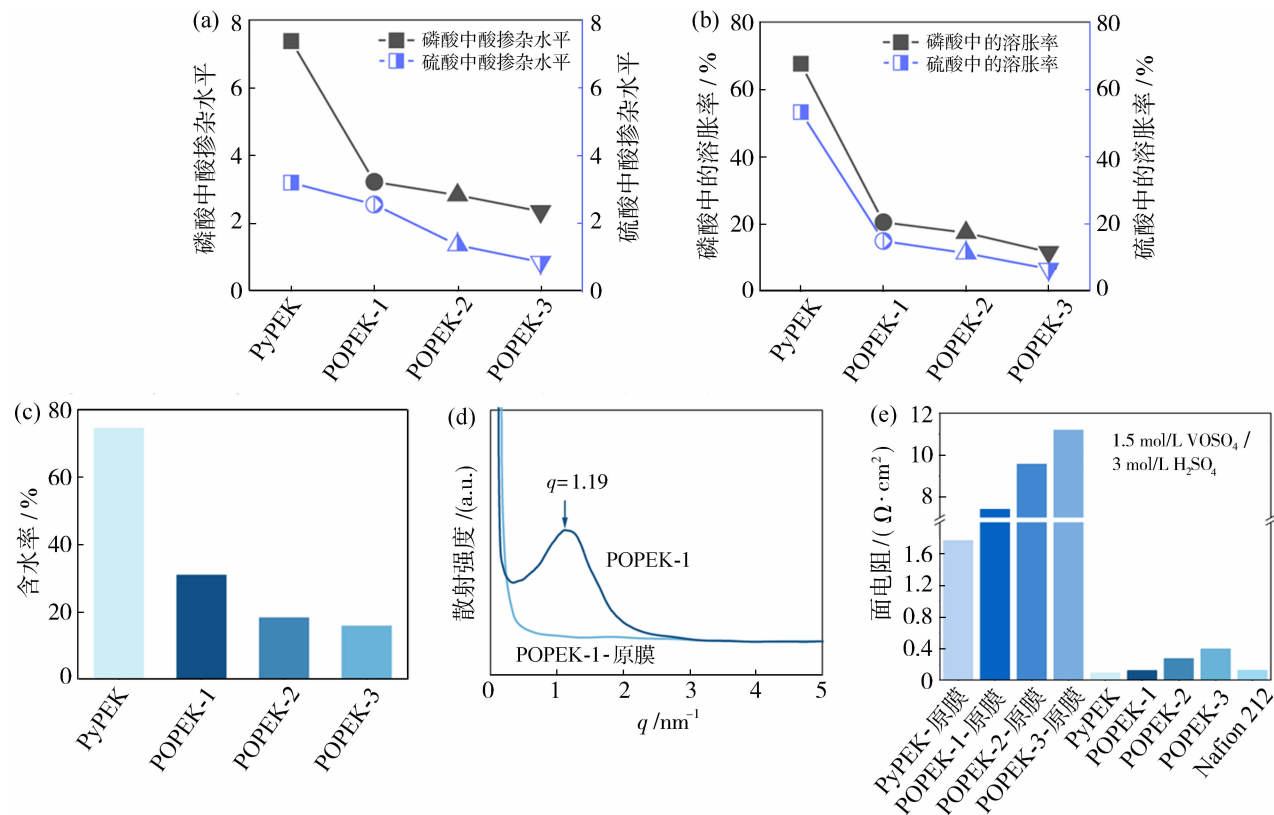 (a)
8
6
4
2
0
磷酸中酸掺杂水平
磷酸中酸掺杂水平
硫酸中酸掺杂水平
8
6
4
2
0
硫酸中酸掺杂水平
PyPEK
POPEK-1
POPEK-2
POPEK-3
(b)
80
60
40
20
0
磷酸中的溶胀率 / %
磷酸中的溶胀率
硫酸中的溶胀率
80
60
40
20
0
硫酸中的溶胀率 / %
PyPEK
POPEK-1
POPEK-2
POPEK-3
(c)
80
60
40
20
0
含水率 / %
PyPEK
POPEK-1
POPEK-2
POPEK-3
(d)
散射强度 /(a.u.)
q=1.19
POPEK-1
POPEK-1-原膜
0
1
2
3
4
5
q /nm⁻¹
(e)
12
10
8
1.6
1.2
0.8
0.4
0
面电阻 /( Ω · cm²)
1.5 mol/L VOSO₄ /
3 mol/L H₂SO₄
PyPEK-原膜
POPEK-1-原膜
POPEK-2-原膜
POPEK-3-原膜
PyPEK
POPEK-1
POPEK-2
POPEK-3
Nafion 212